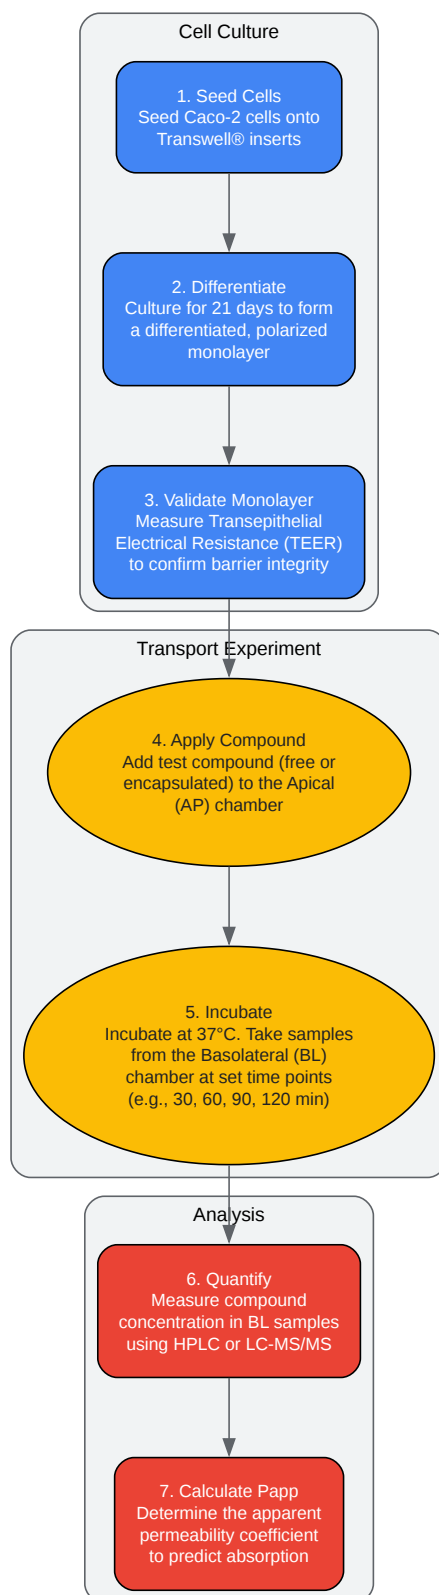 Cell Culture
1. Seed Cells
Seed Caco-2 cells onto
Transwell® inserts
2. Differentiate
Culture for 21 days to form
a differentiated, polarized
monolayer
3. Validate Monolayer
Measure Transepithelial
Electrical Resistance (TEER)
to confirm barrier integrity
Transport Experiment
4. Apply Compound
Add test compound (free or
encapsulated) to the Apical
(AP) chamber
5. Incubate
Incubate at 37°C. Take samples
from the Basolateral (BL)
chamber at set time points
(e.g., 30, 60, 90, 120 min)
Analysis
6. Quantify
Measure compound
concentration in BL samples
using HPLC or LC-MS/MS
7. Calculate Papp
Determine the apparent
permeability coefficient
to predict absorption